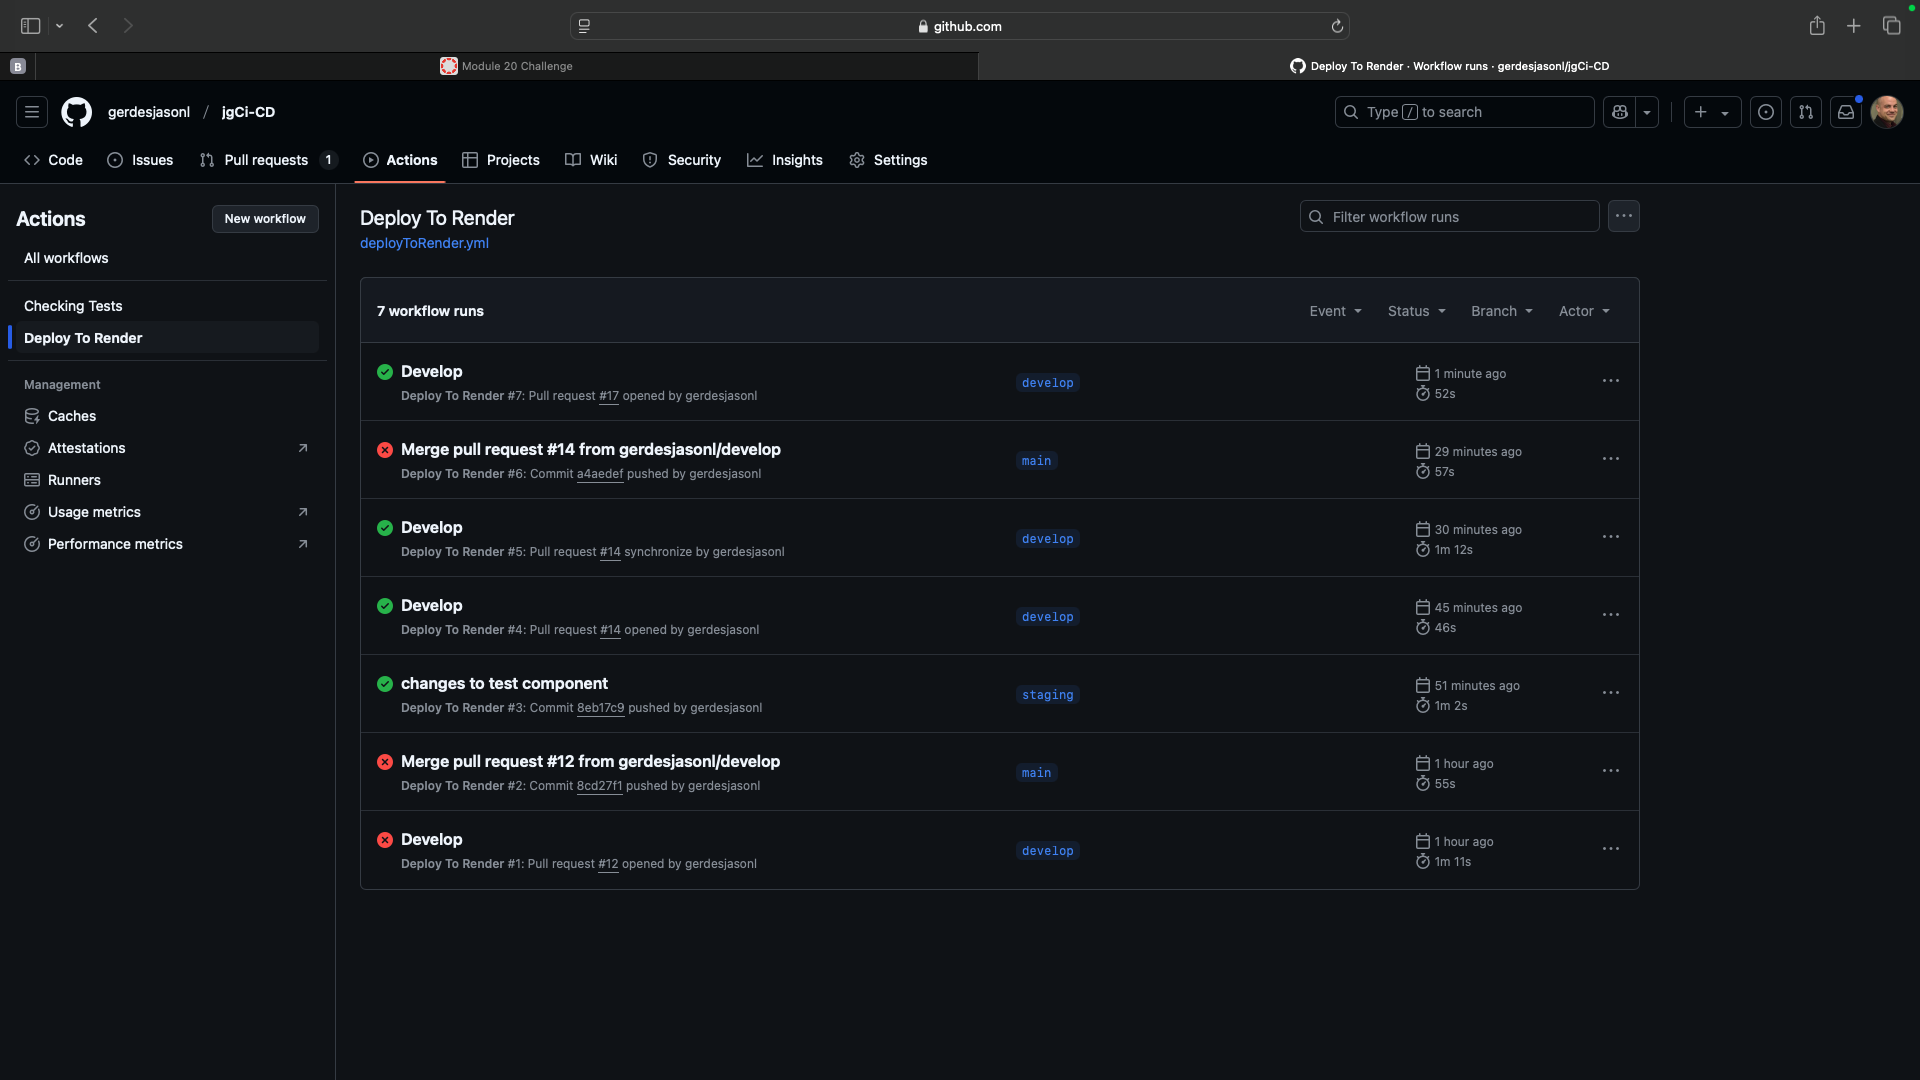 github.com
B
Module 20 Challenge
Deploy To Render · Workflow runs · gerdesjasonl/jgCi-CD
gerdesjasonl / jgCi-CD
Type / to search
Code
Issues
Pull requests 1
Actions
Projects
Wiki
Security
Insights
Settings
Actions
New workflow
All workflows
Checking Tests
Deploy To Render
Management
Caches
Attestations
Runners
Usage metrics
Performance metrics
Deploy To Render
deployToRender.yml
Filter workflow runs
7 workflow runs
Event
Status
Branch
Actor
Develop
Deploy To Render #7: Pull request #17 opened by gerdesjasonl
develop
1 minute ago
52s
Merge pull request #14 from gerdesjasonl/develop
Deploy To Render #6: Commit a4aedef pushed by gerdesjasonl
main
29 minutes ago
57s
Develop
Deploy To Render #5: Pull request #14 synchronize by gerdesjasonl
develop
30 minutes ago
1m 12s
Develop
Deploy To Render #4: Pull request #14 opened by gerdesjasonl
develop
45 minutes ago
46s
changes to test component
Deploy To Render #3: Commit 8eb17c9 pushed by gerdesjasonl
staging
51 minutes ago
1m 2s
Merge pull request #12 from gerdesjasonl/develop
Deploy To Render #2: Commit 8cd27f1 pushed by gerdesjasonl
main
1 hour ago
55s
Develop
Deploy To Render #1: Pull request #12 opened by gerdesjasonl
develop
1 hour ago
1m 11s